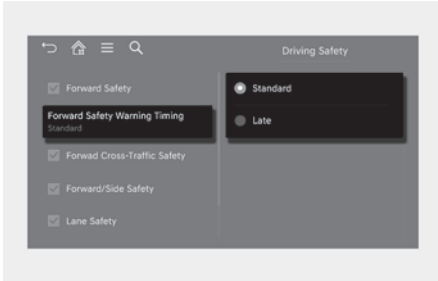 Driving Safety
Forward Safety
Forward Safety Warning Timing
Standard
Forwad Cross-Traffic Safety
Forward/Side Safety
Lane Safety
Standard
Late